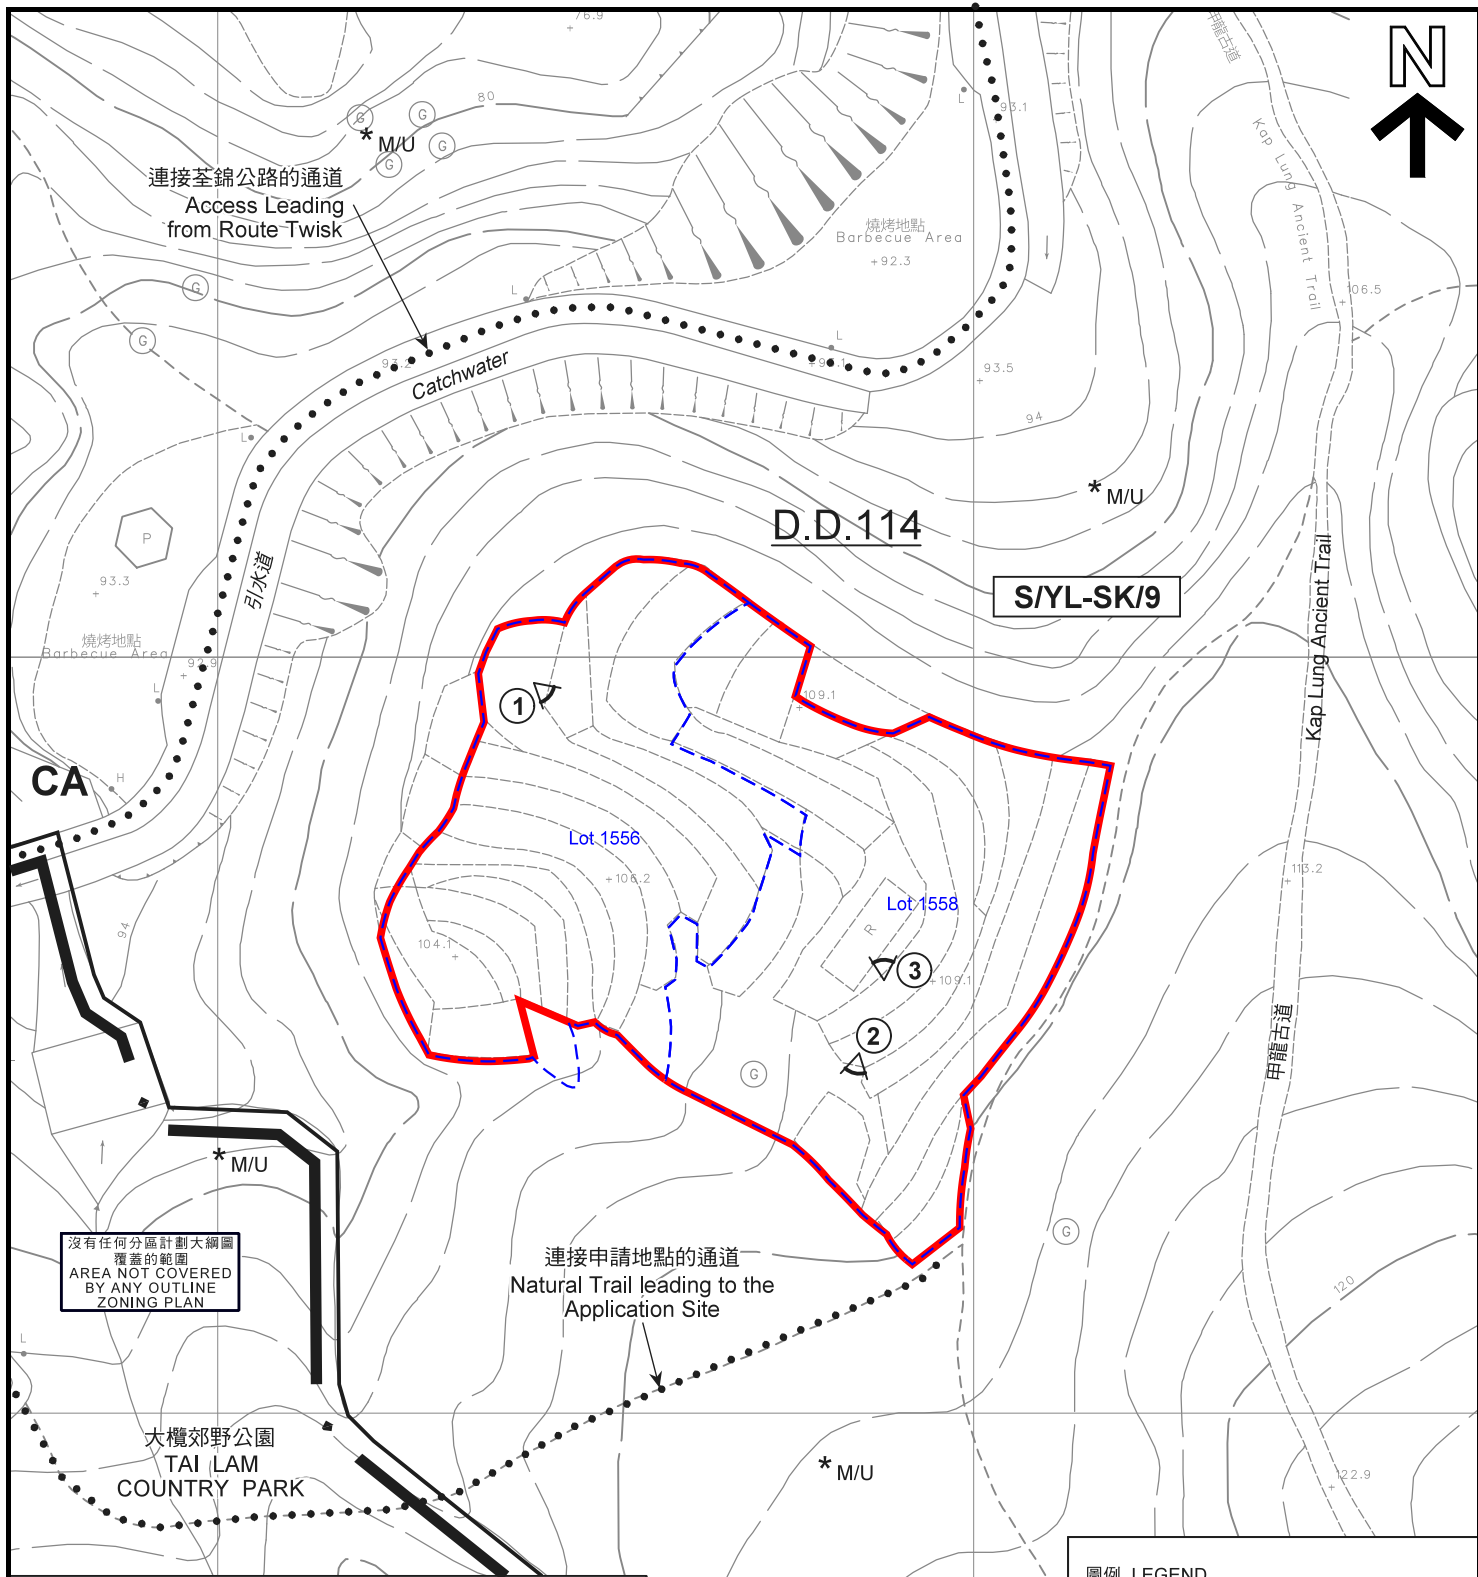 76.9
N
甲龍古道
80
G
G
G
G
* M/U
L
93.1
Kap Lung Ancient Trail
連接荃錦公路的通道
Access Leading
from Route Twisk
燒烤地點
Barbecue Area
+92.3
G
L
106.5
G
L
93.2
Catchwater
93.5
94
L
* M/U
D.D.114
P
93.3
引水道
S/YL-SK/9
Kap Lung Ancient Trail
燒烤地點
Barbecue Area
92.9
L
1
109.1
CA
H
Lot 1556
+106.2
113.2
Lot 1558
R
94
104.1
3
109.1
2
甲龍古道
G
* M/U
G
沒有任何分區計劃大綱圖
覆蓋的範圍
AREA NOT COVERED
BY ANY OUTLINE
ZONING PLAN
連接申請地點的通道
Natural Trail leading to the
Application Site
120
L
大欖郊野公園
TAI LAM
COUNTRY PARK
* M/U
122.9
圖例 LEGEND